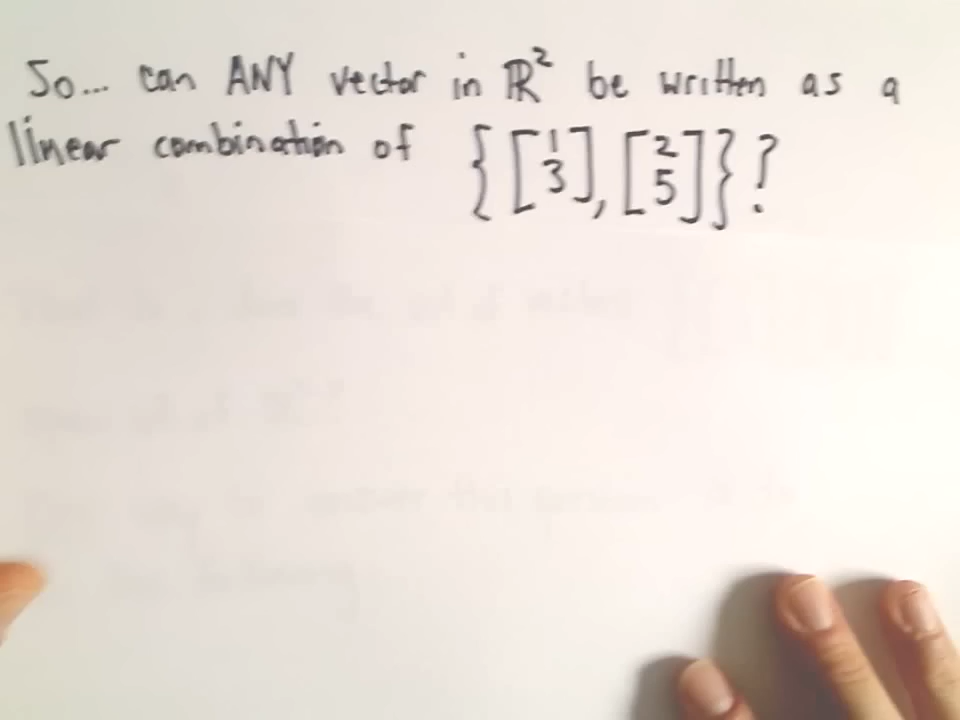 So... can ANY vector in ℝ² be written as a
linear combination of {[1 3], [2 5]}?